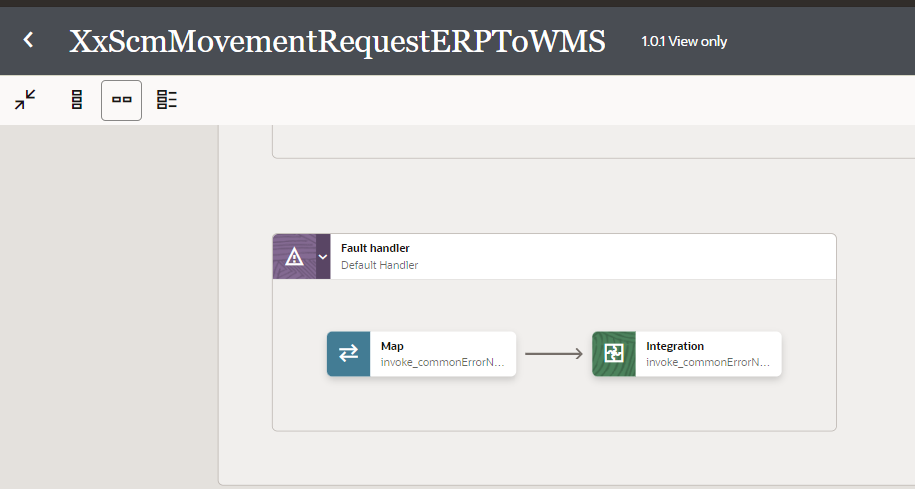 XxScmMovementRequestERPToWMS 1.0.1 View only
Fault handler
Default Handler
Map
invoke_commonErrorN...
Integration
invoke_commonErrorN...